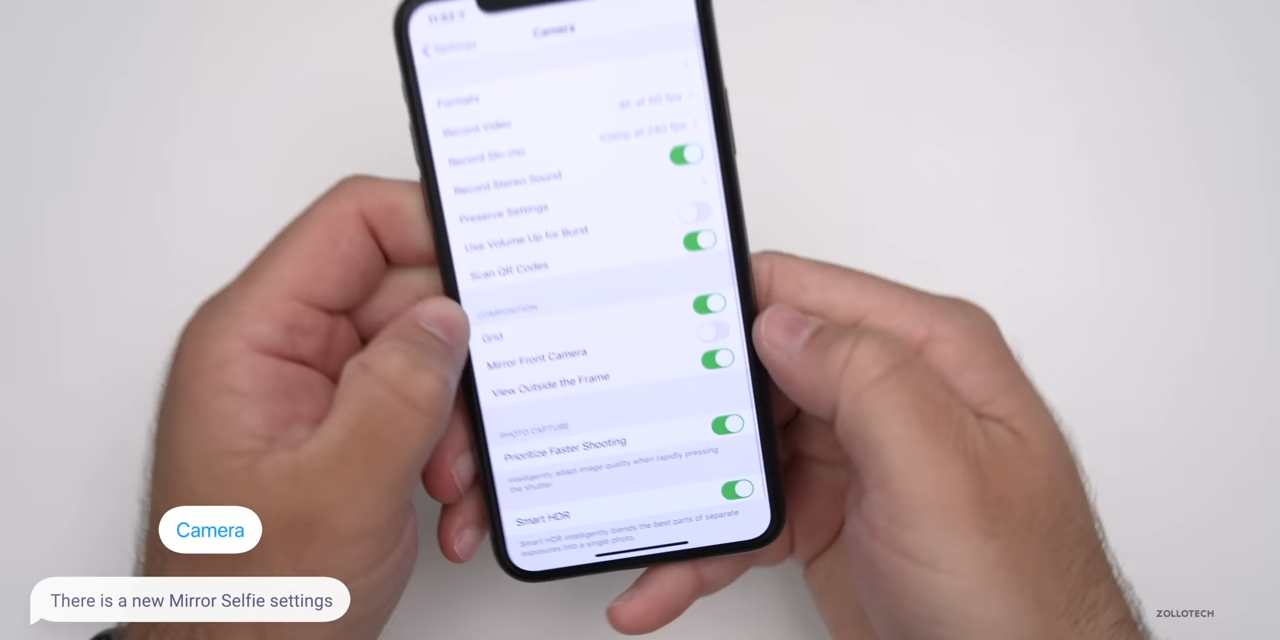 11:53
Settings
Camera
Formats
Record Video
4K at 60 fps
Record Slo-mo
1080p at 240 fps
Record Stereo Sound
Preserve Settings
Use Volume Up for Burst
Scan QR Codes
COMPOSITION
Grid
Mirror Front Camera
View Outside the Frame
PHOTO CAPTURE
Prioritize Faster Shooting
Intelligently adapt image quality when rapidly pressing
the shutter.
Smart HDR
Smart HDR intelligently blends the best parts of separate
exposures into a single photo.
Camera
There is a new Mirror Selfie settings
ZOLLOTECH